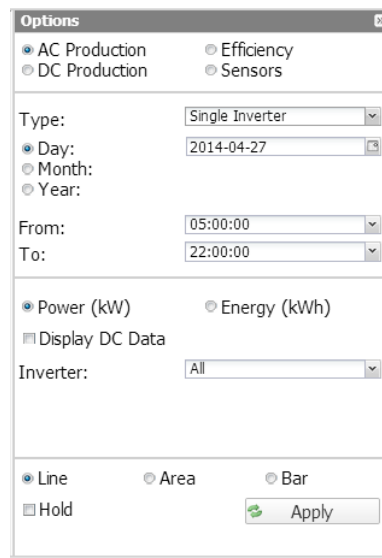 Options
AC Production Efficiency
DC Production Sensors
Type: Single Inverter
Day: 2014-04-27
Month:
Year:
From: 05:00:00
To: 22:00:00
Power (kW) Energy (kWh)
Display DC Data
Inverter: All
Line Area Bar
Hold Apply